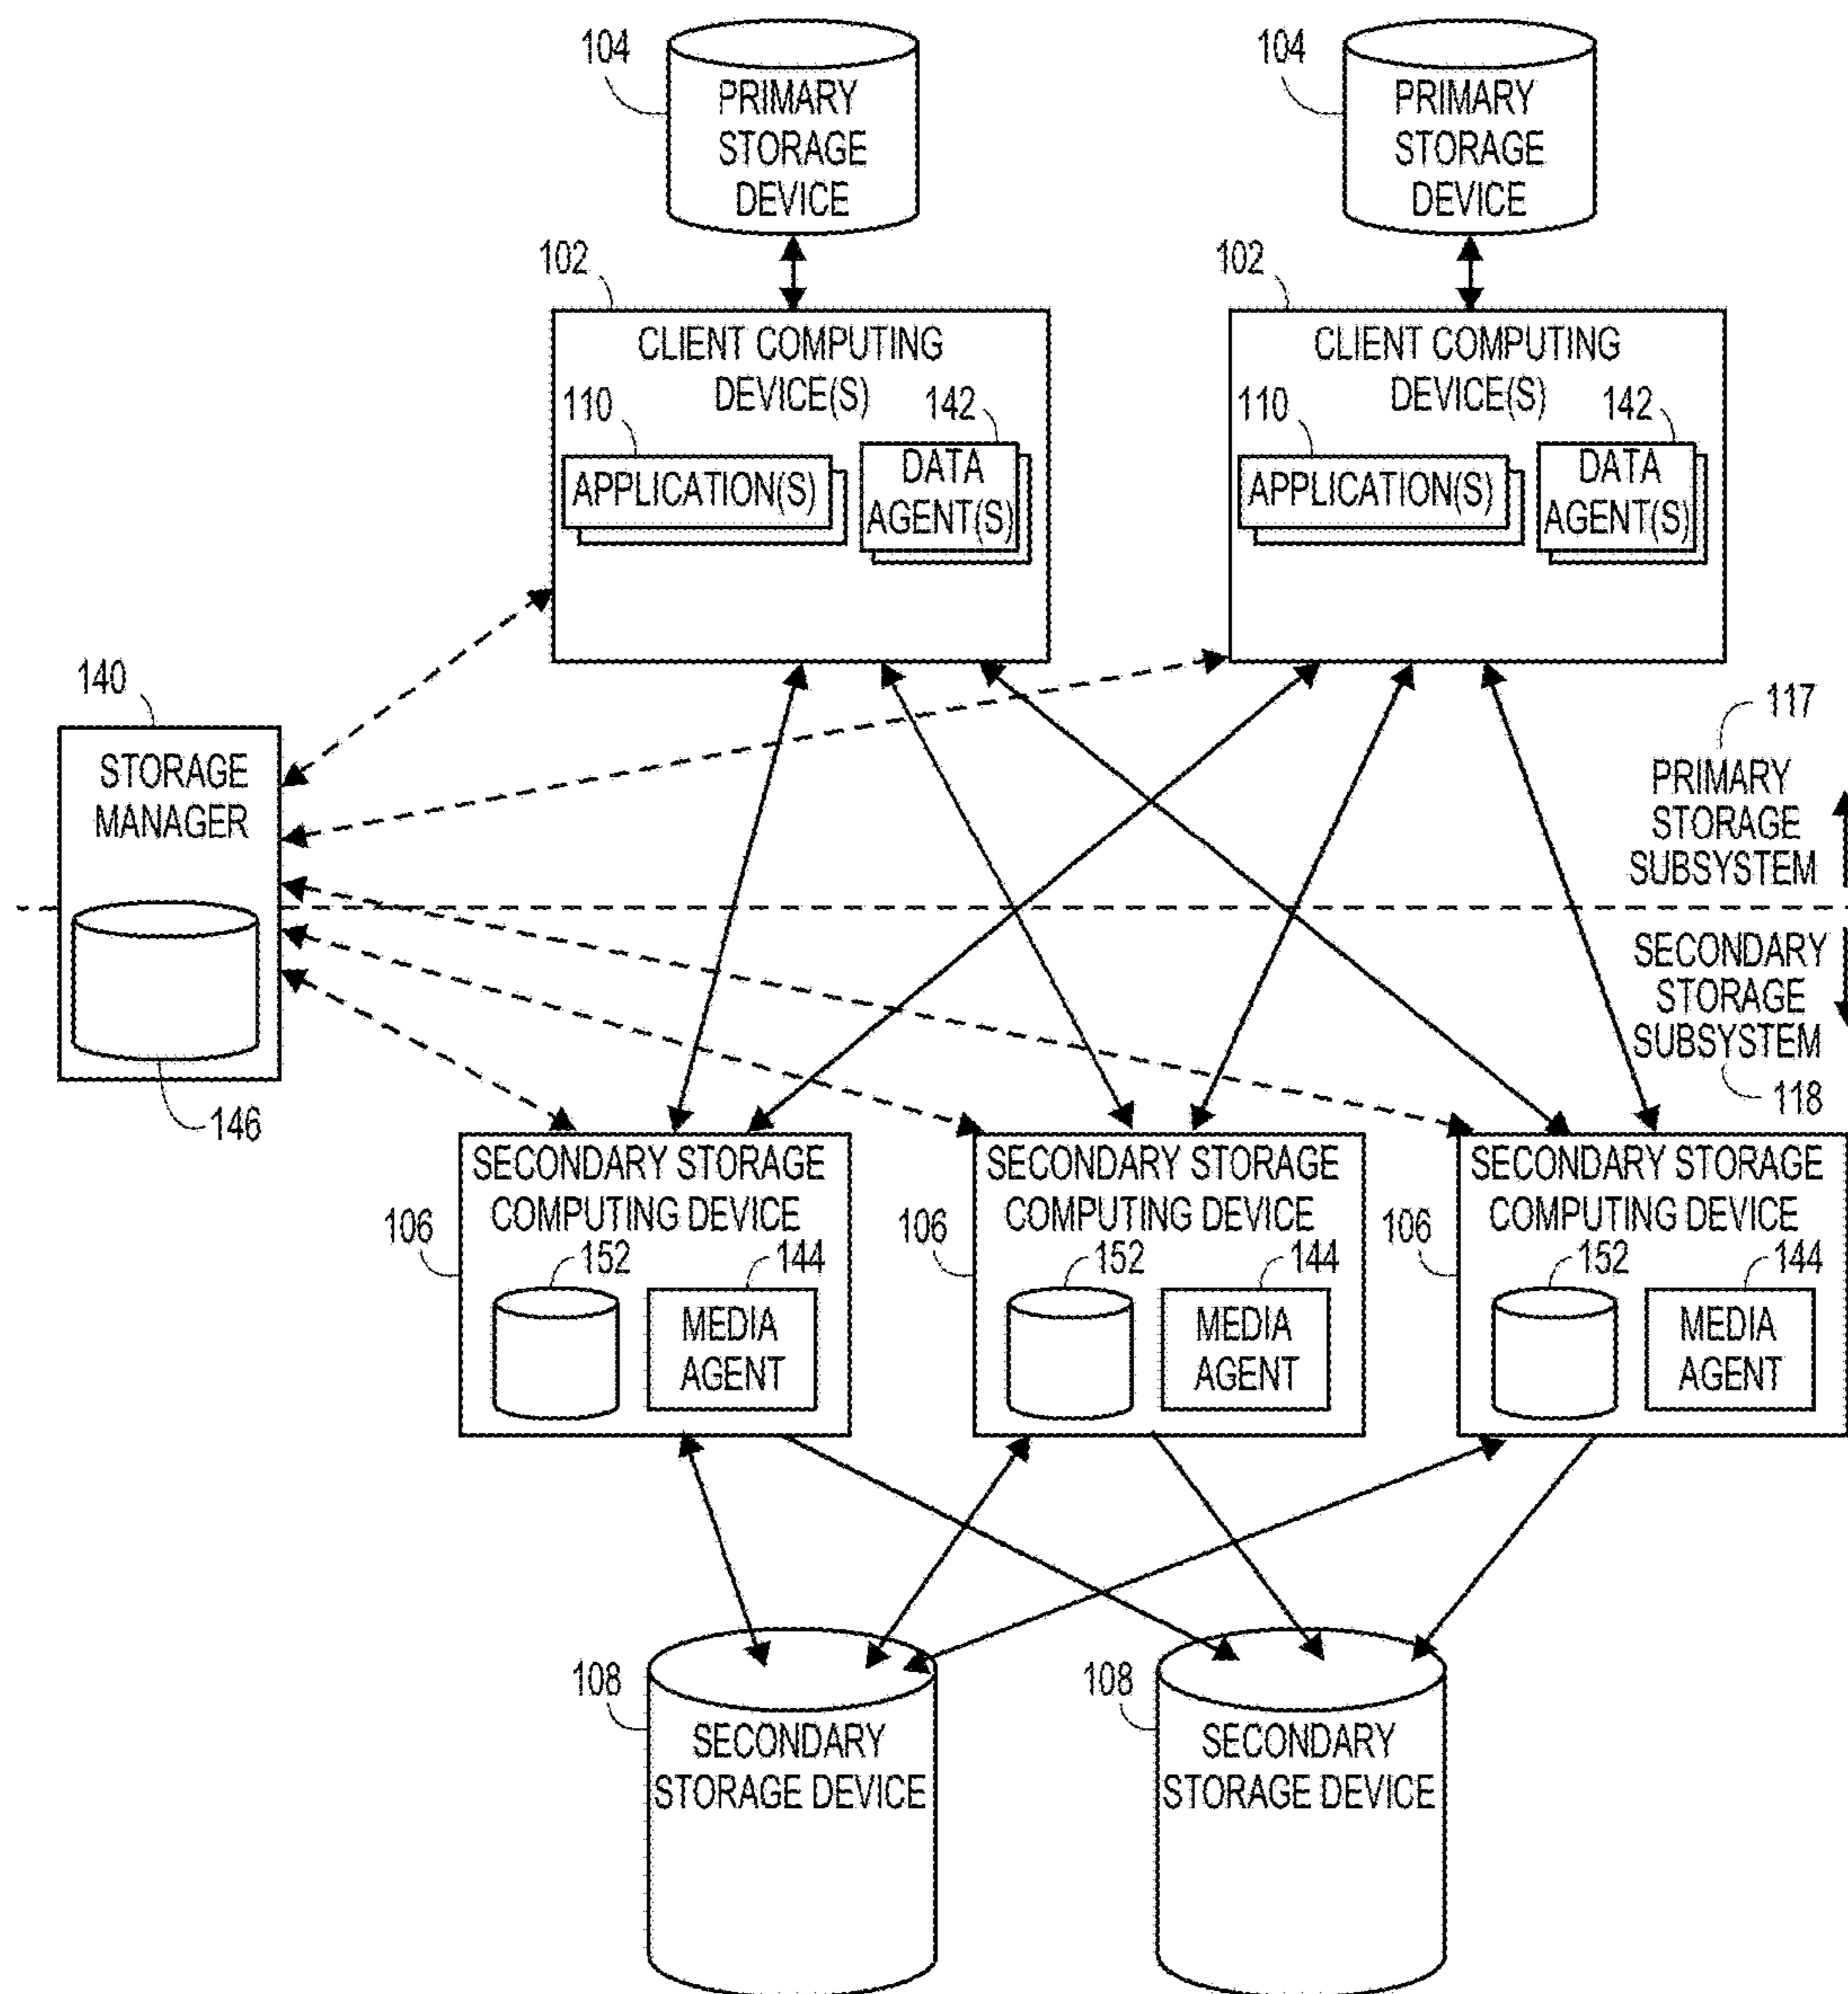 104
PRIMARY
STORAGE
DEVICE
104
PRIMARY
STORAGE
DEVICE
102
CLIENT COMPUTING
DEVICE(S)
110
142
APPLICATION(S)
DATA
AGENT(S)
102
CLIENT COMPUTING
DEVICE(S)
110
142
APPLICATION(S)
DATA
AGENT(S)
140
STORAGE
MANAGER
146
117
PRIMARY
STORAGE
SUBSYSTEM
SECONDARY
STORAGE
SUBSYSTEM
118
SECONDARY STORAGE
COMPUTING DEVICE
106
152
144
MEDIA
AGENT
SECONDARY STORAGE
COMPUTING DEVICE
106
152
144
MEDIA
AGENT
SECONDARY STORAGE
COMPUTING DEVICE
106
152
144
MEDIA
AGENT
108
SECONDARY
STORAGE DEVICE
108
SECONDARY
STORAGE DEVICE